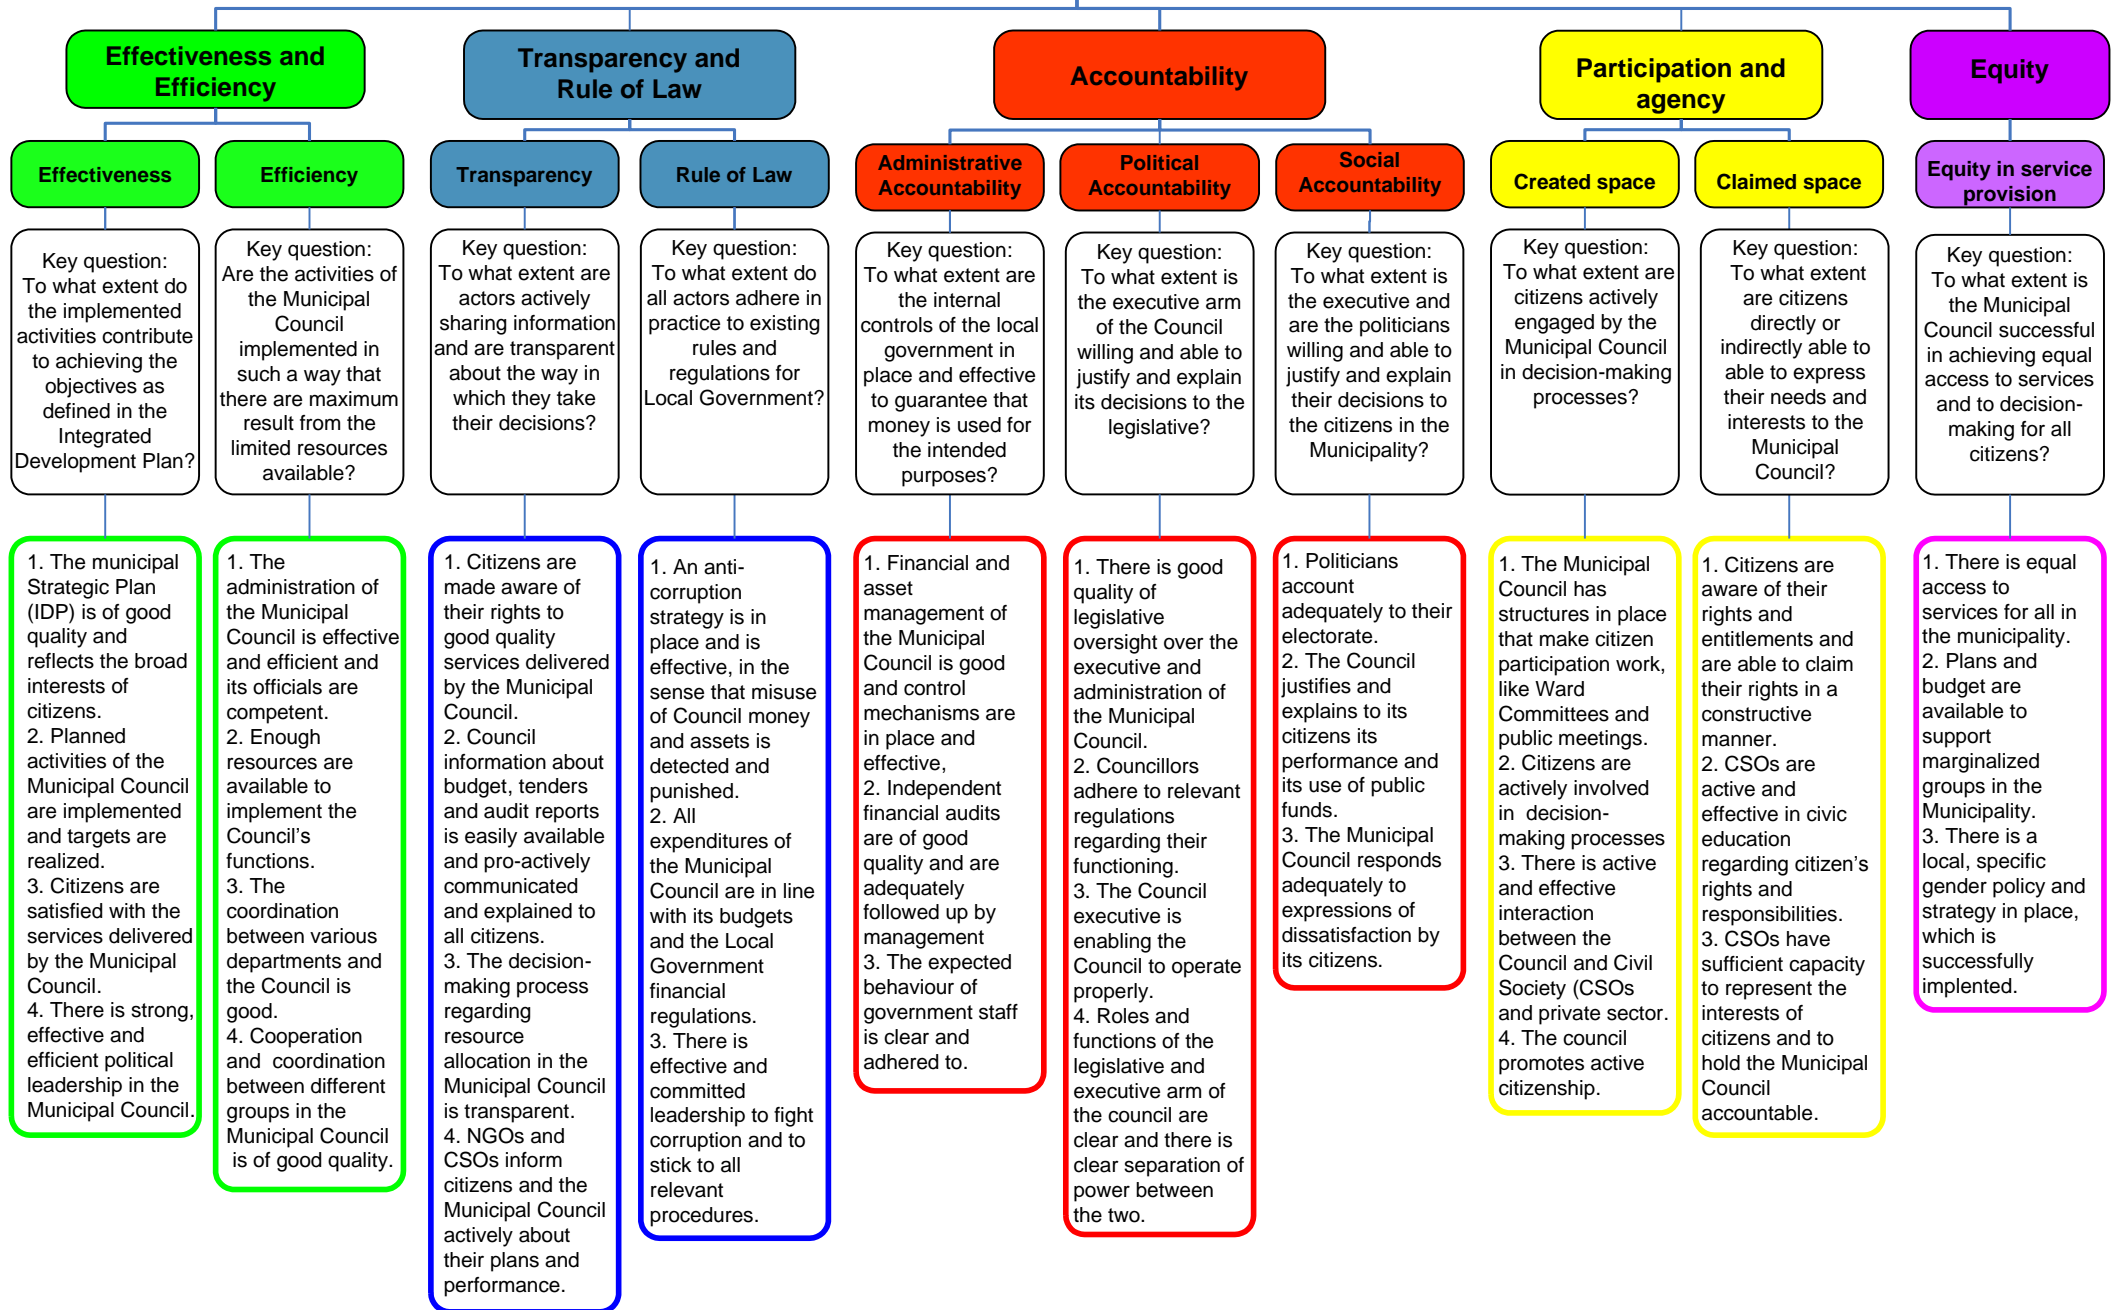 Effectiveness and
Efficiency
Transparency and
Rule of Law
Accountability
Participation and
agency
Equity
Effectiveness
Efficiency
Transparency
Rule of Law
Administrative
Accountability
Political
Accountability
Social
Accountability
Created space
Claimed space
Equity in service
provision
Key question:
To what extent do
the implemented
activities contribute
to achieving the
objectives as
defined in the
Integrated
Development Plan?
Key question:
Are the activities of
the Municipal
Council
implemented in
such a way that
there are maximum
result from the
limited resources
available?
Key question:
To what extent are
actors actively
sharing information
and are transparent
about the way in
which they take
their decisions?
Key question:
To what extent do
all actors adhere in
practice to existing
rules and
regulations for
Local Government?
Key question:
To what extent are
the internal
controls of the local
government in
place and effective
to guarantee that
money is used for
the intended
purposes?
Key question:
To what extent is
the executive arm
of the Council
willing and able to
justify and explain
its decisions to the
legislative?
Key question:
To what extent is
the executive and
are the politicians
willing and able to
justify and explain
their decisions to
the citizens in the
Municipality?
Key question:
To what extent are
citizens actively
engaged by the
Municipal Council
in decision-making
processes?
Key question:
To what extent
are citizens
directly or
indirectly able to
able to express
their needs and
interests to the
Municipal
Council?
Key question:
To what extent is
the Municipal
Council successful
in achieving equal
access to services
and to decision-
making for all
citizens?
1. The municipal
Strategic Plan
(IDP) is of good
quality and
reflects the broad
interests of
citizens.
2. Planned
activities of the
Municipal Council
are implemented
and targets are
realized.
3. Citizens are
satisfied with the
services delivered
by the Municipal
Council.
4. There is strong,
effective and
efficient political
leadership in the
Municipal Council.
1. The
administration of
the Municipal
Council is effective
and efficient and
its officials are
competent.
2. Enough
resources are
available to
implement the
Council's
functions.
3. The
coordination
between various
departments and
the Council is
good.
4. Cooperation
and coordination
between different
groups in the
Municipal Council
is of good quality.
1. Citizens are
made aware of
their rights to
good quality
services delivered
by the Municipal
Council.
2. Council
information about
budget, tenders
and audit reports
is easily available
and pro-actively
communicated
and explained to
all citizens.
3. The decision-
making process
regarding
resource
allocation in the
Municipal Council
is transparent.
4. NGOs and
CSOs inform
citizens and the
Municipal Council
actively about
their plans and
performance.
1. An anti-
corruption
strategy is in
place and is
effective, in the
sense that misuse
of Council money
and assets is
detected and
punished.
2. All
expenditures of
the Municipal
Council are in line
with its budgets
and the Local
Government
financial
regulations.
3. There is
effective and
committed
leadership to fight
corruption and to
stick to all
relevant
procedures.
1. Financial and
asset
management of
the Municipal
Council is good
and control
mechanisms are
in place and
effective,
2. Independent
financial audits
are of good
quality and are
adequately
followed up by
management
3. The expected
behaviour of
government staff
is clear and
adhered to.
1. There is good
quality of
legislative
oversight over the
executive and
administration of
the Municipal
Council.
2. Councillors
adhere to relevant
regulations
regarding their
functioning.
3. The Council
executive is
enabling the
Council to operate
properly.
4. Roles and
functions of the
legislative and
executive arm of
the council are
clear and there is
clear separation of
power between
the two.
1. Politicians
account
adequately to their
electorate.
2. The Council
justifies and
explains to its
citizens its
performance and
its use of public
funds.
3. The Municipal
Council responds
adequately to
expressions of
dissatisfaction by
its citizens.
1. The Municipal
Council has
structures in place
that make citizen
participation work,
like Ward
Committees and
public meetings.
2. Citizens are
actively involved
in decision-
making processes
3. There is active
and effective
interaction
between the
Council and Civil
Society (CSOs
and private sector.
4. The council
promotes active
citizenship.
1. Citizens are
aware of their
rights and
entitlements and
are able to claim
their rights in a
constructive
manner.
2. CSOs are
active and
effective in civic
education
regarding citizen's
rights and
responsibilities.
3. CSOs have
sufficient capacity
to represent the
interests of
citizens and to
hold the Municipal
Council
accountable.
1. There is equal
access to
services for all in
the municipality.
2. Plans and
budget are
available to
support
marginalized
groups in the
Municipality.
3. There is a
local, specific
gender policy and
strategy in place,
which is
successfully
implented.